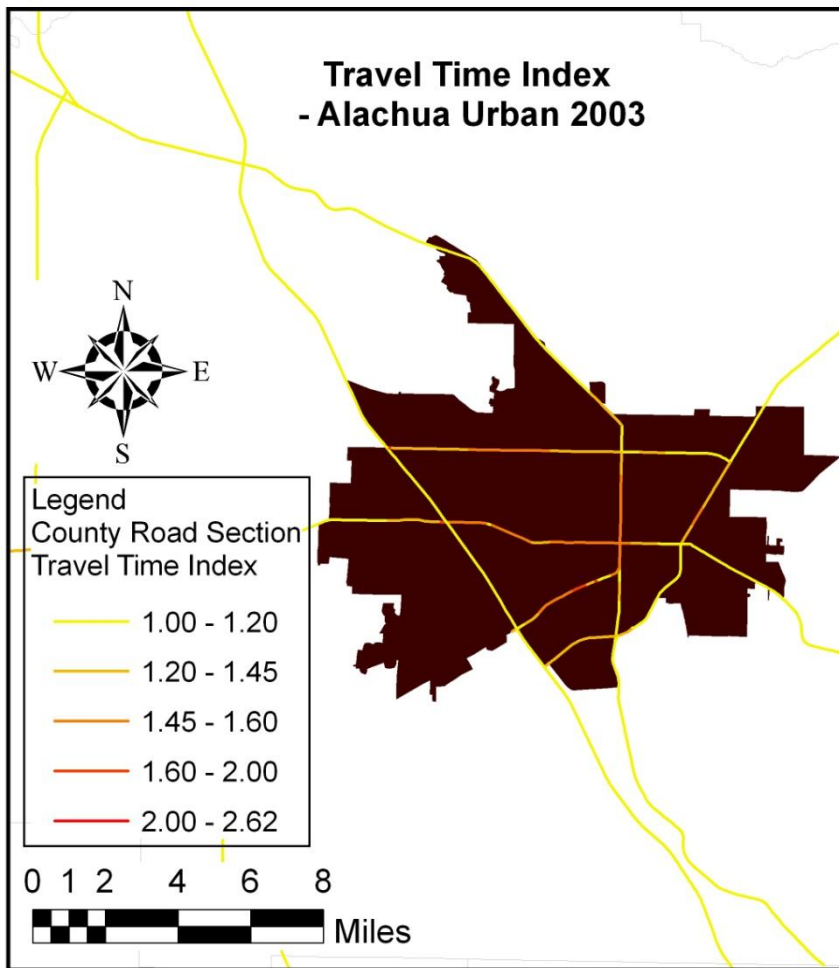 Travel Time Index
- Alachua Urban 2003
N
W E
S
Legend
County Road Section
Travel Time Index
1.00 - 1.20
1.20 - 1.45
1.45 - 1.60
1.60 - 2.00
2.00 - 2.62
0 1 2 4 6 8
Miles